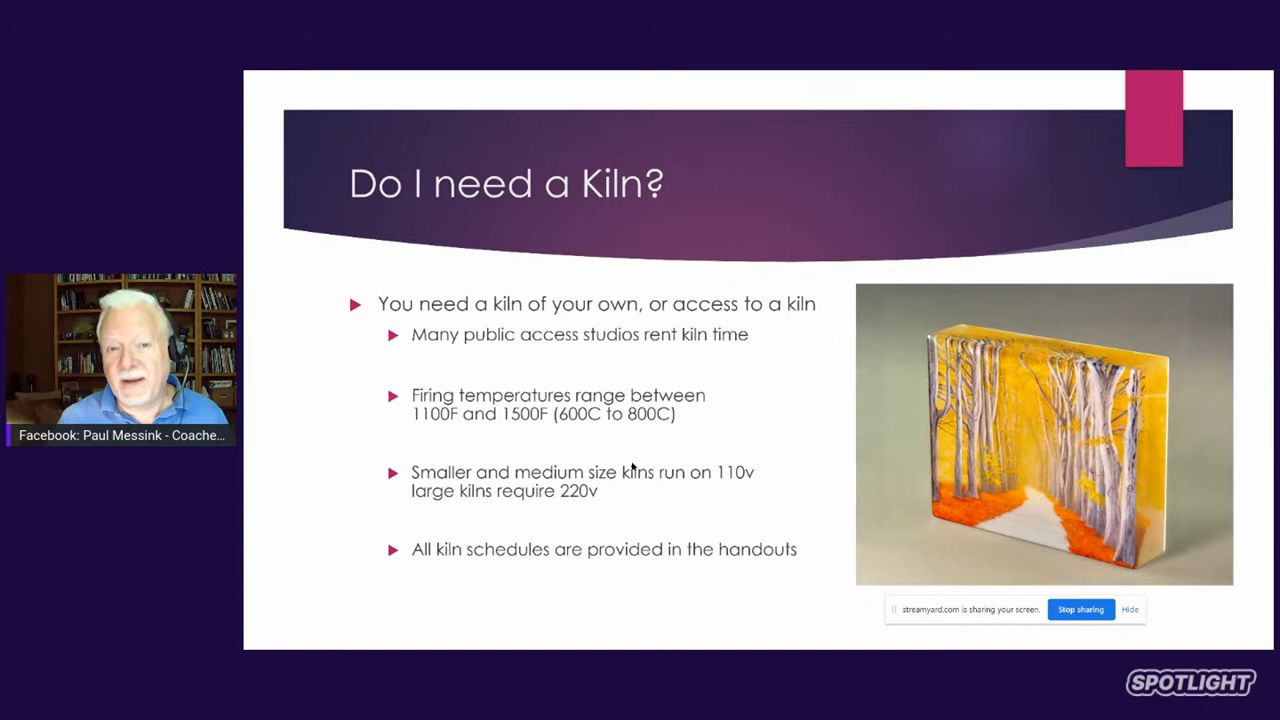 Do I need a Kiln?
You need a kiln of your own, or access to a kiln
Many public access studios rent kiln time
Firing temperatures range between
1100F and 1500F (600C to 800C)
Smaller and medium size kilns run on 110v
large kilns require 220v
All kiln schedules are provided in the handouts
Facebook: Paul Messink - Coache...
streamyard.com is sharing your screen.
Stop sharing
Hide
SPOTLIGHT